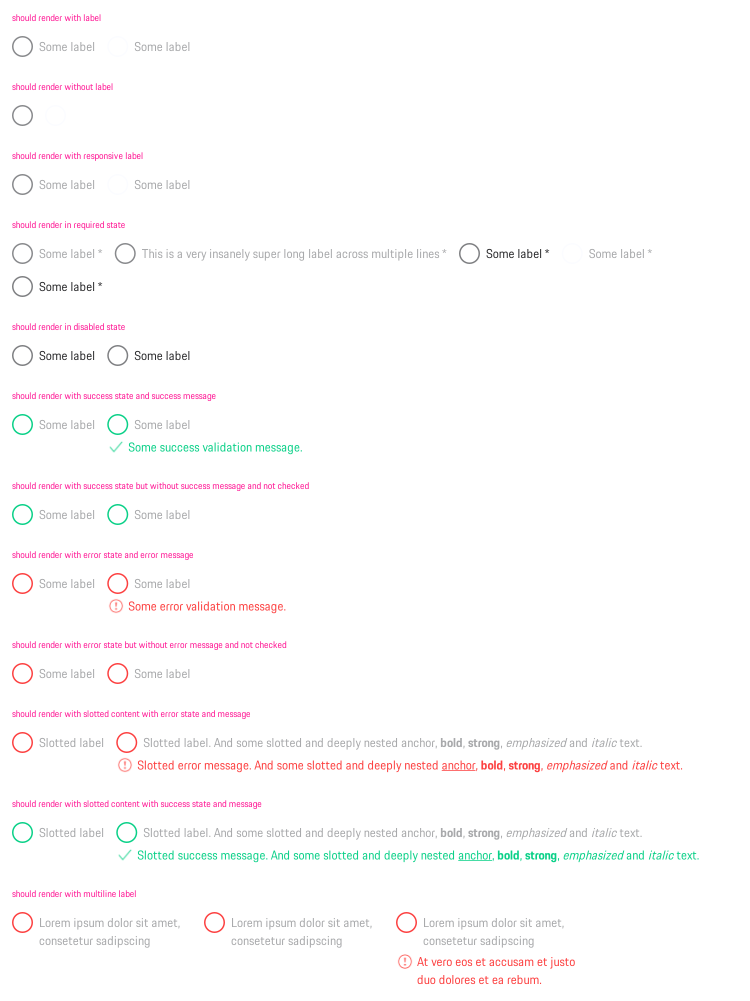 should render with label
Some label Some label
should render without label
should render with responsive label
Some label Some label
should render in required state
Some label * This is a very insanely super long label across multiple lines * Some label * Some label *
Some label *
should render in disabled state
Some label Some label
should render with success state and success message
Some label Some label
Some success validation message.
should render with success state but without success message and not checked
Some label Some label
should render with error state and error message
Some label Some label
Some error validation message.
should render with error state but without error message and not checked
Some label Some label
should render with slotted content with error state and message
Slotted label Slotted label. And some slotted and deeply nested anchor, bold, strong, emphasized and italic text.
Slotted error message. And some slotted and deeply nested anchor, bold, strong, emphasized and italic text.
should render with slotted content with success state and message
Slotted label Slotted label. And some slotted and deeply nested anchor, bold, strong, emphasized and italic text.
Slotted success message. And some slotted and deeply nested anchor, bold, strong, emphasized and italic text.
should render with multiline label
Lorem ipsum dolor sit amet, Lorem ipsum dolor sit amet, Lorem ipsum dolor sit amet,
consetetur sadipscing consetetur sadipscing consetetur sadipscing
At vero eos et accusam et justo
duo dolores et ea rebum.